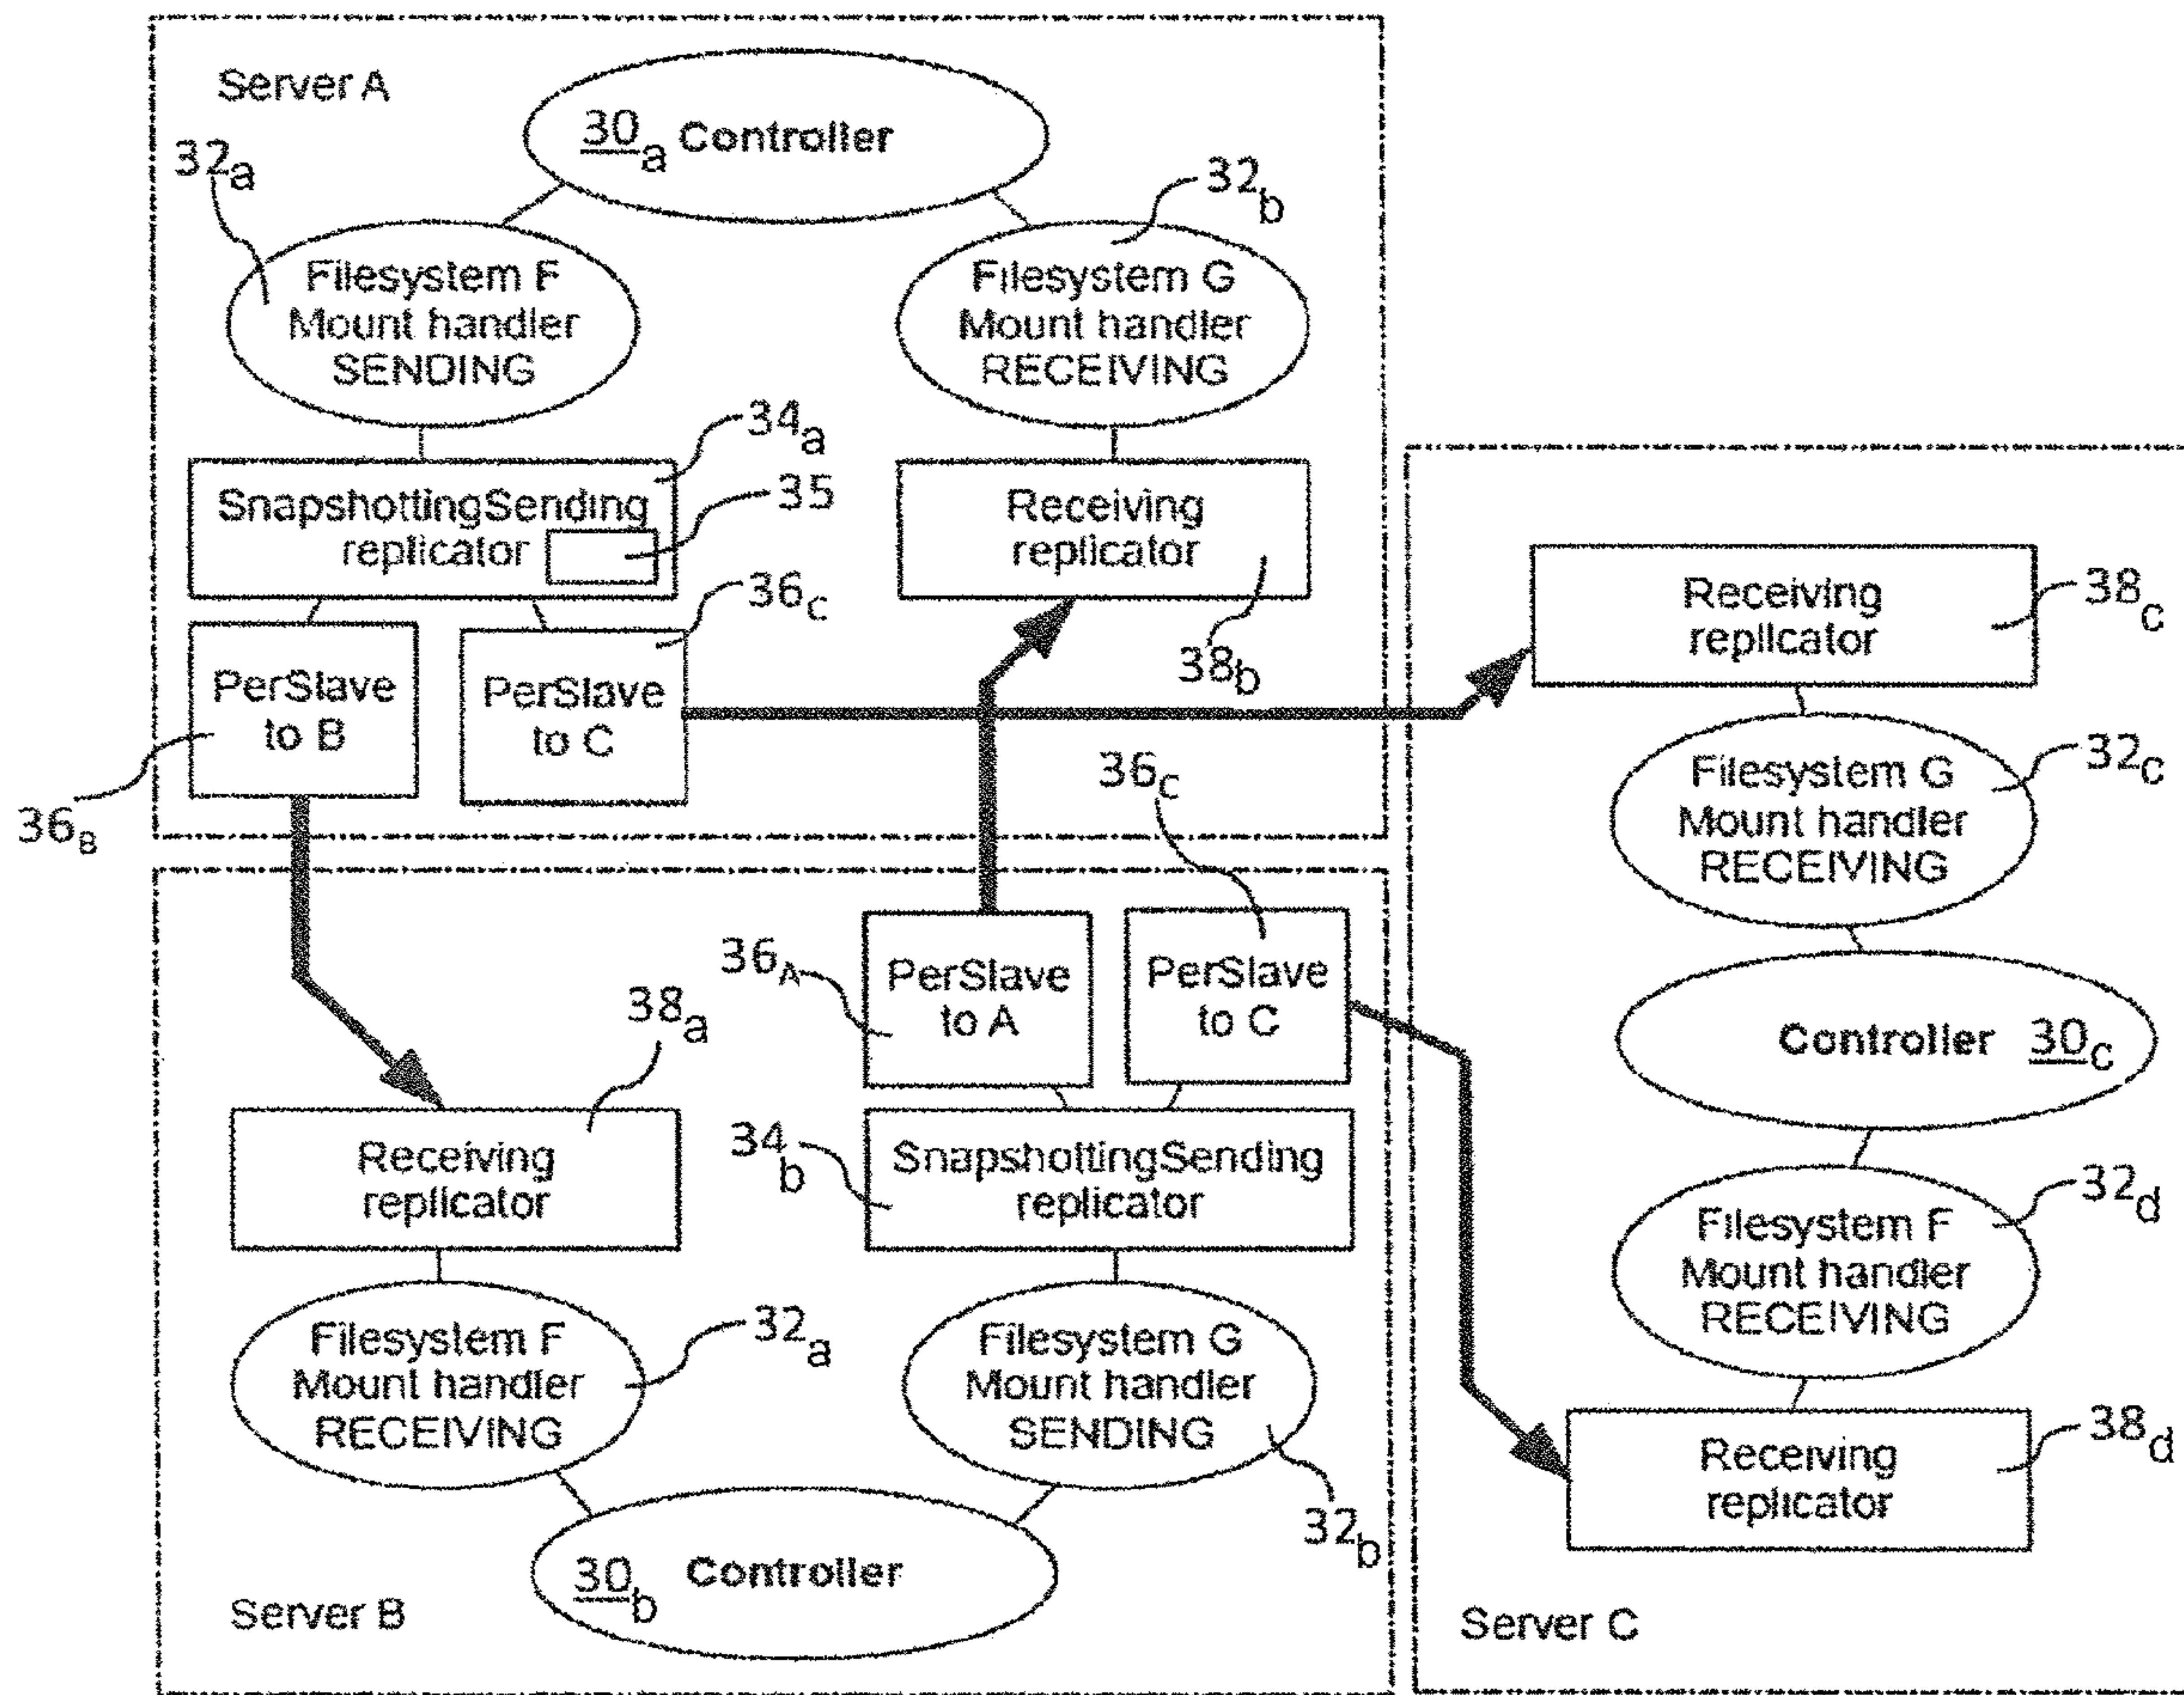 Server A
30a Controller
32a
32b
Filesystem F
Mount handler
SENDING
Filesystem G
Mount handler
RECEIVING
34a
35
SnapshottingSending
replicator
Receiving
replicator
36c
38b
PerSlave
to B
PerSlave
to C
36B
Receiving
replicator
38c
Filesystem G
Mount handler
RECEIVING
32c
Controller 30c
Filesystem F
Mount handler
RECEIVING
32d
Receiving
replicator
38d
Server C
36c
36A
PerSlave
to A
PerSlave
to C
38a
34b
Receiving
replicator
SnapshottingSending
replicator
Filesystem F
Mount handler
RECEIVING
32a
Filesystem G
Mount handler
SENDING
32b
30b Controller
Server B